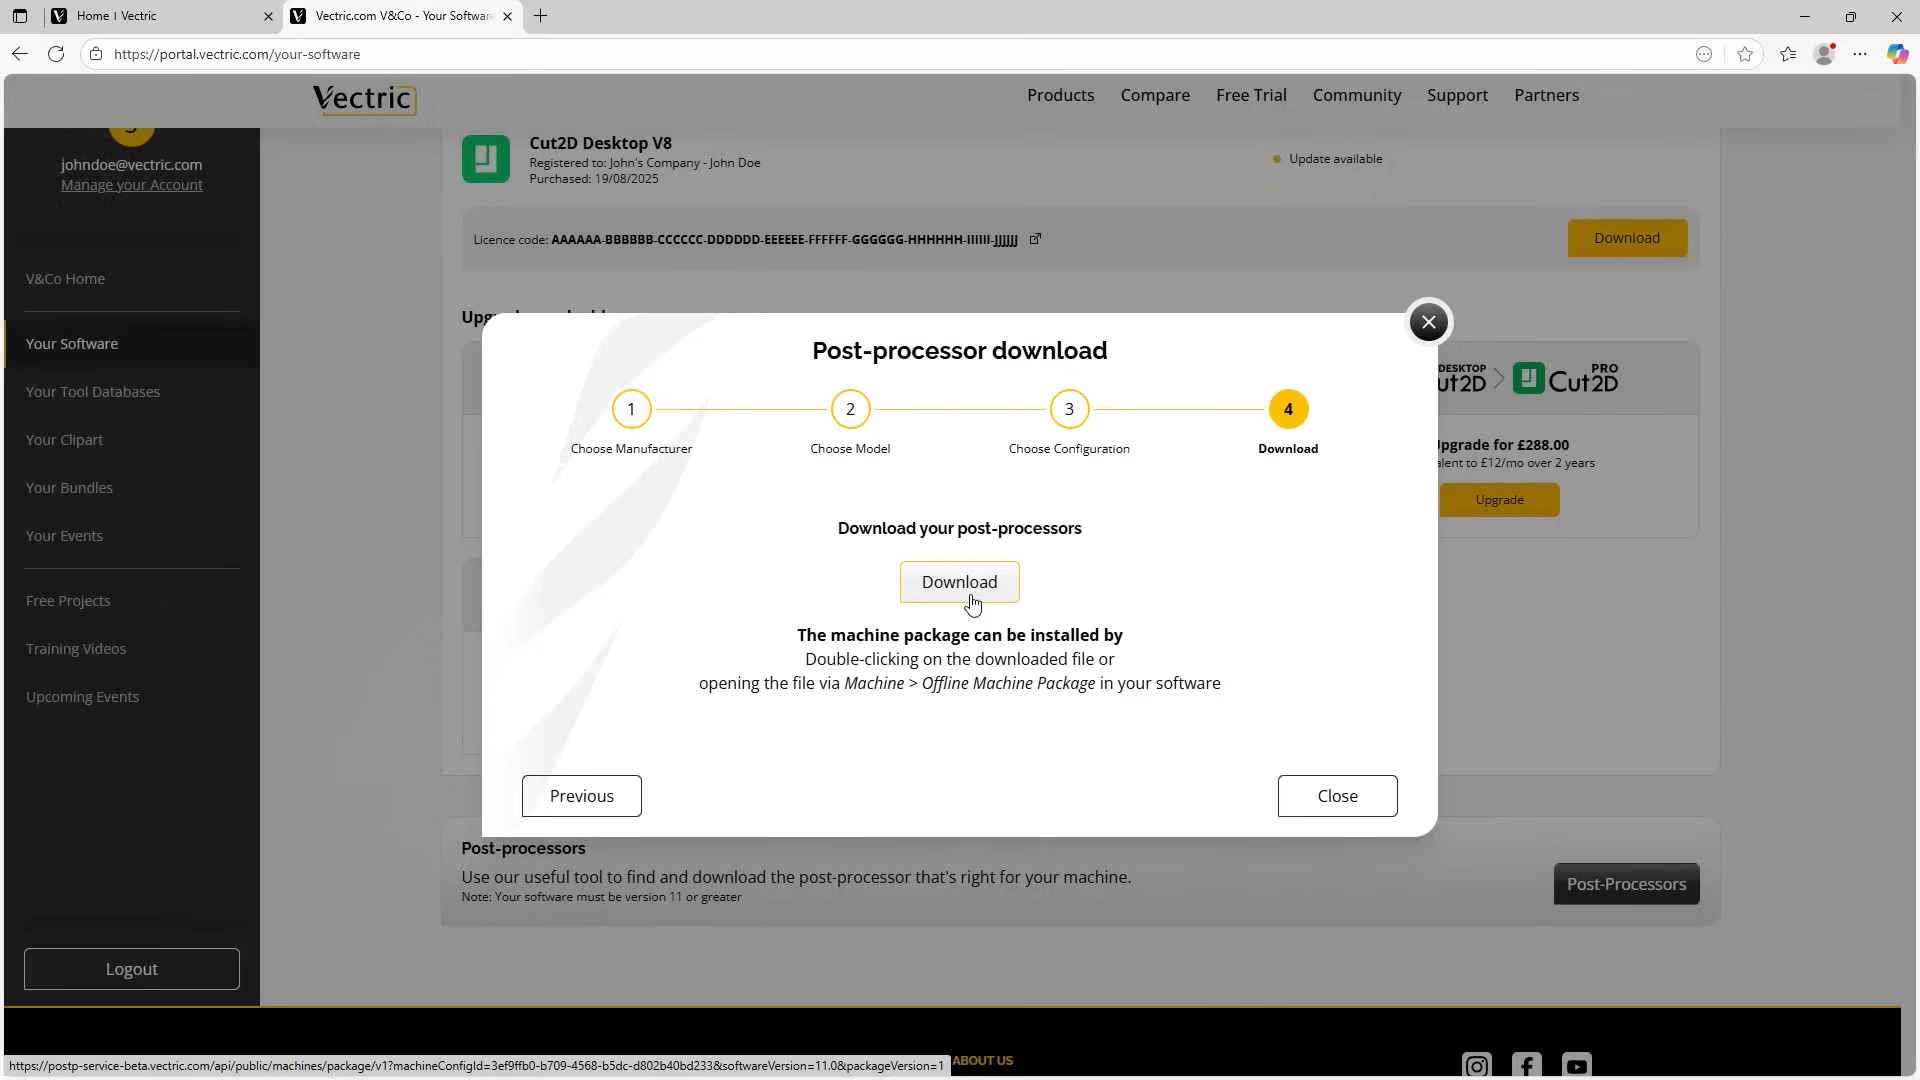 Home | Vectric
Vectric.com V&Co - Your Software
https://portal.vectric.com/your-software
Vectric
Products
Compare
Free Trial
Community
Support
Partners
johndoe@vectric.com
Manage your Account
V&Co Home
Your Software
Your Tool Databases
Your Clipart
Your Bundles
Your Events
Free Projects
Training Videos
Upcoming Events
Logout
Cut2D Desktop V8
Registered to: John's Company - John Doe
Purchased: 19/08/2025
Update available
Licence code: AAAAAA-BBBBBB-CCCCCC-DDDDDD-EEEEEE-FFFFFF-GGGGGG-HHHHHH-IIIIII-JJJJJJ
Download
DESKTOP
PRO
Cut2D
Upgrade for £288.00
over 2 years
Upgrade
Post-processor download
1
2
3
4
Choose Manufacturer
Choose Model
Choose Configuration
Download
Download your post-processors
Download
The machine package can be installed by
Double-clicking on the downloaded file or
opening the file via Machine > Offline Machine Package in your software
Previous
Close
Post-processors
Use our useful tool to find and download the post-processor that's right for your machine.
Note: Your software must be version 11 or greater
Post-Processors
ABOUT US
https://postp-service-beta.vectric.com/api/public/machines/package/v1?machineConfigId=3ef9ffb0-b709-4568-b5dc-d802b40bd233&softwareVersion=11.0&packageVersion=1